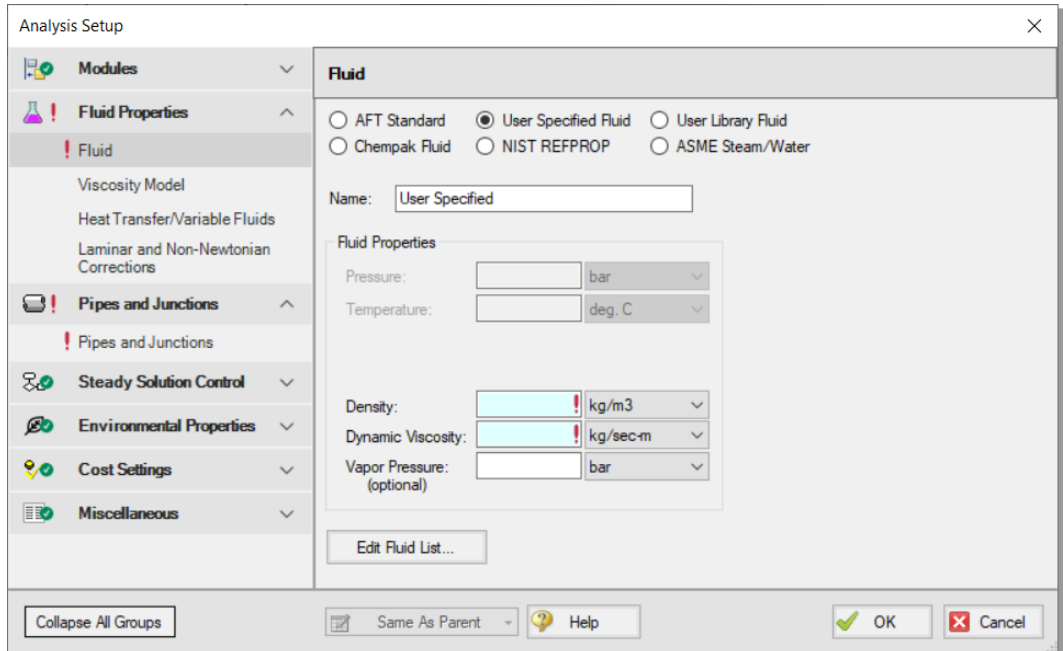 Analysis Setup
Modules
Fluid Properties
Fluid
Viscosity Model
Heat Transfer/Variable Fluids
Laminar and Non-Newtonian
Corrections
Pipes and Junctions
Pipes and Junctions
Steady Solution Control
Environmental Properties
Cost Settings
Miscellaneous
Fluid
AFT Standard User Specified Fluid User Library Fluid
Chempak Fluid NIST REFPROP ASME Steam/Water
Name: User Specified
Fluid Properties
Pressure: bar
Temperature: deg. C
Density: ! kg/m3
Dynamic Viscosity: ! kg/sec-m
Vapor Pressure: bar
(optional)
Edit Fluid List...
Collapse All Groups Same As Parent Help OK Cancel